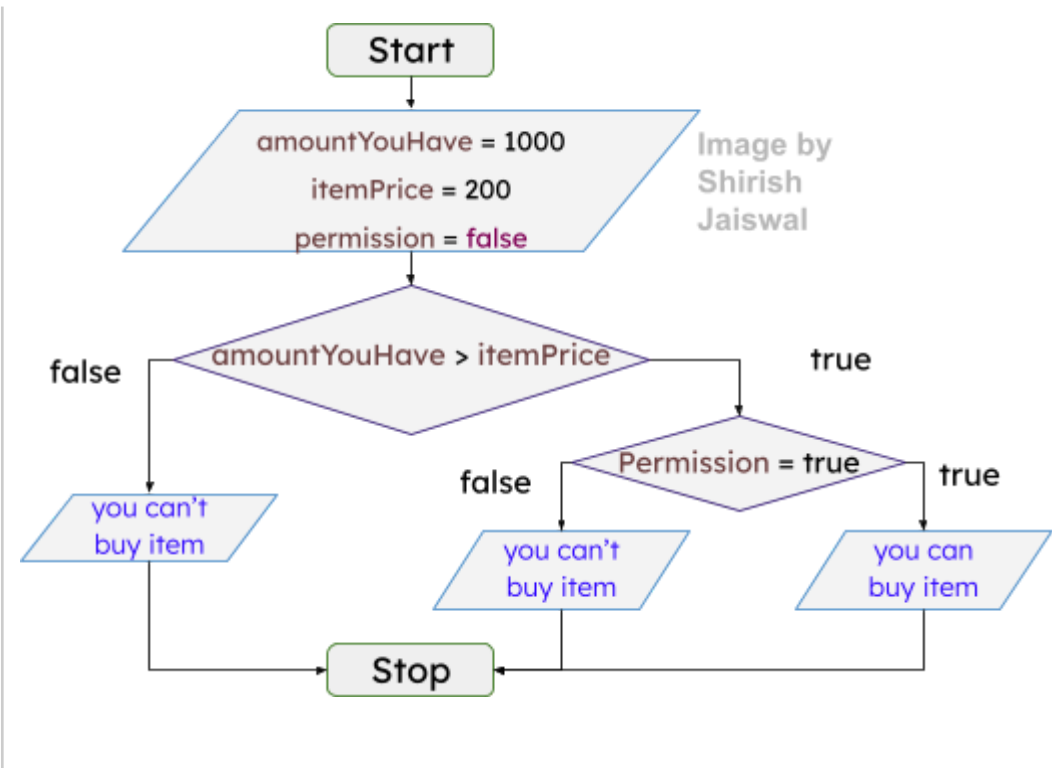 Start
amountYouHave = 1000
itemPrice = 200
permission = false
Image by
Shirish
Jaiswal
amountYouHave > itemPrice
false
true
Permission = true
false
true
you can’t
buy item
you can’t
buy item
you can
buy item
Stop